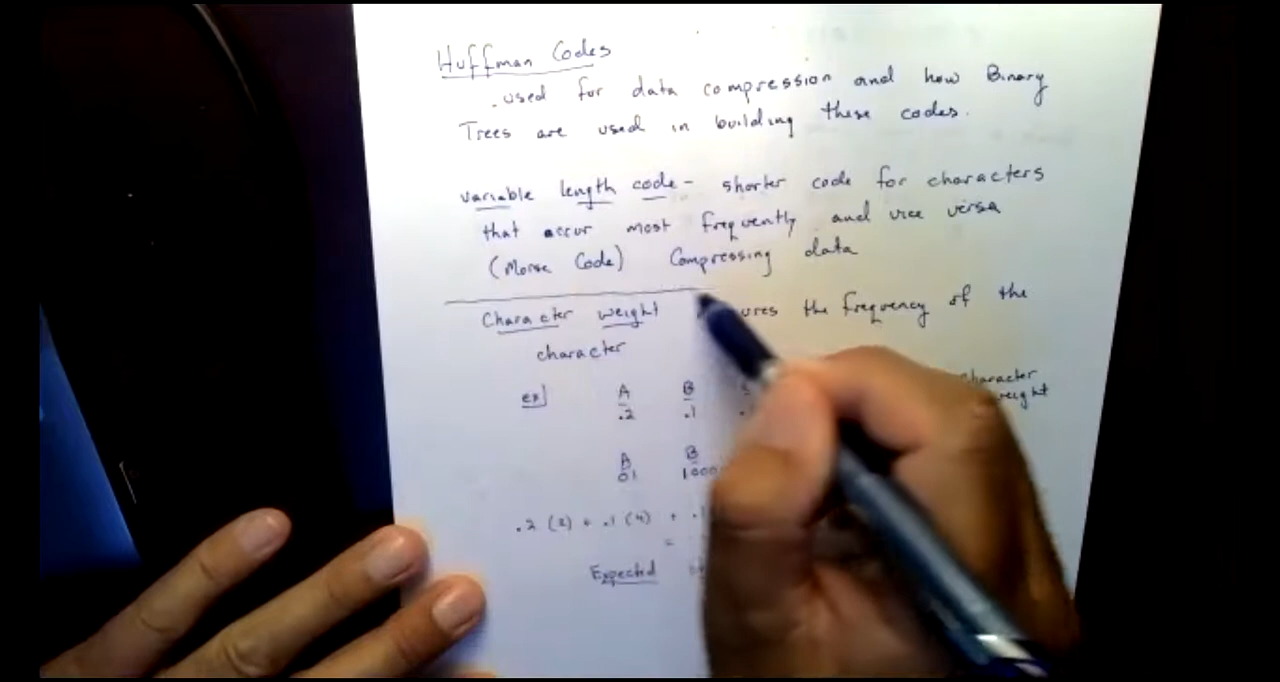 Huffman Codes
. used for data compression and how Binary
Trees are used in building these codes.
variable length code - shorter code for characters
that occur most frequently and vice versa
(Morse Code) Compressing data
Character weight the frequency of the
character
ex] A B character
.2 .1 weight
A B
01 1000
.2 (2) + .1 (4) +
=
Expected